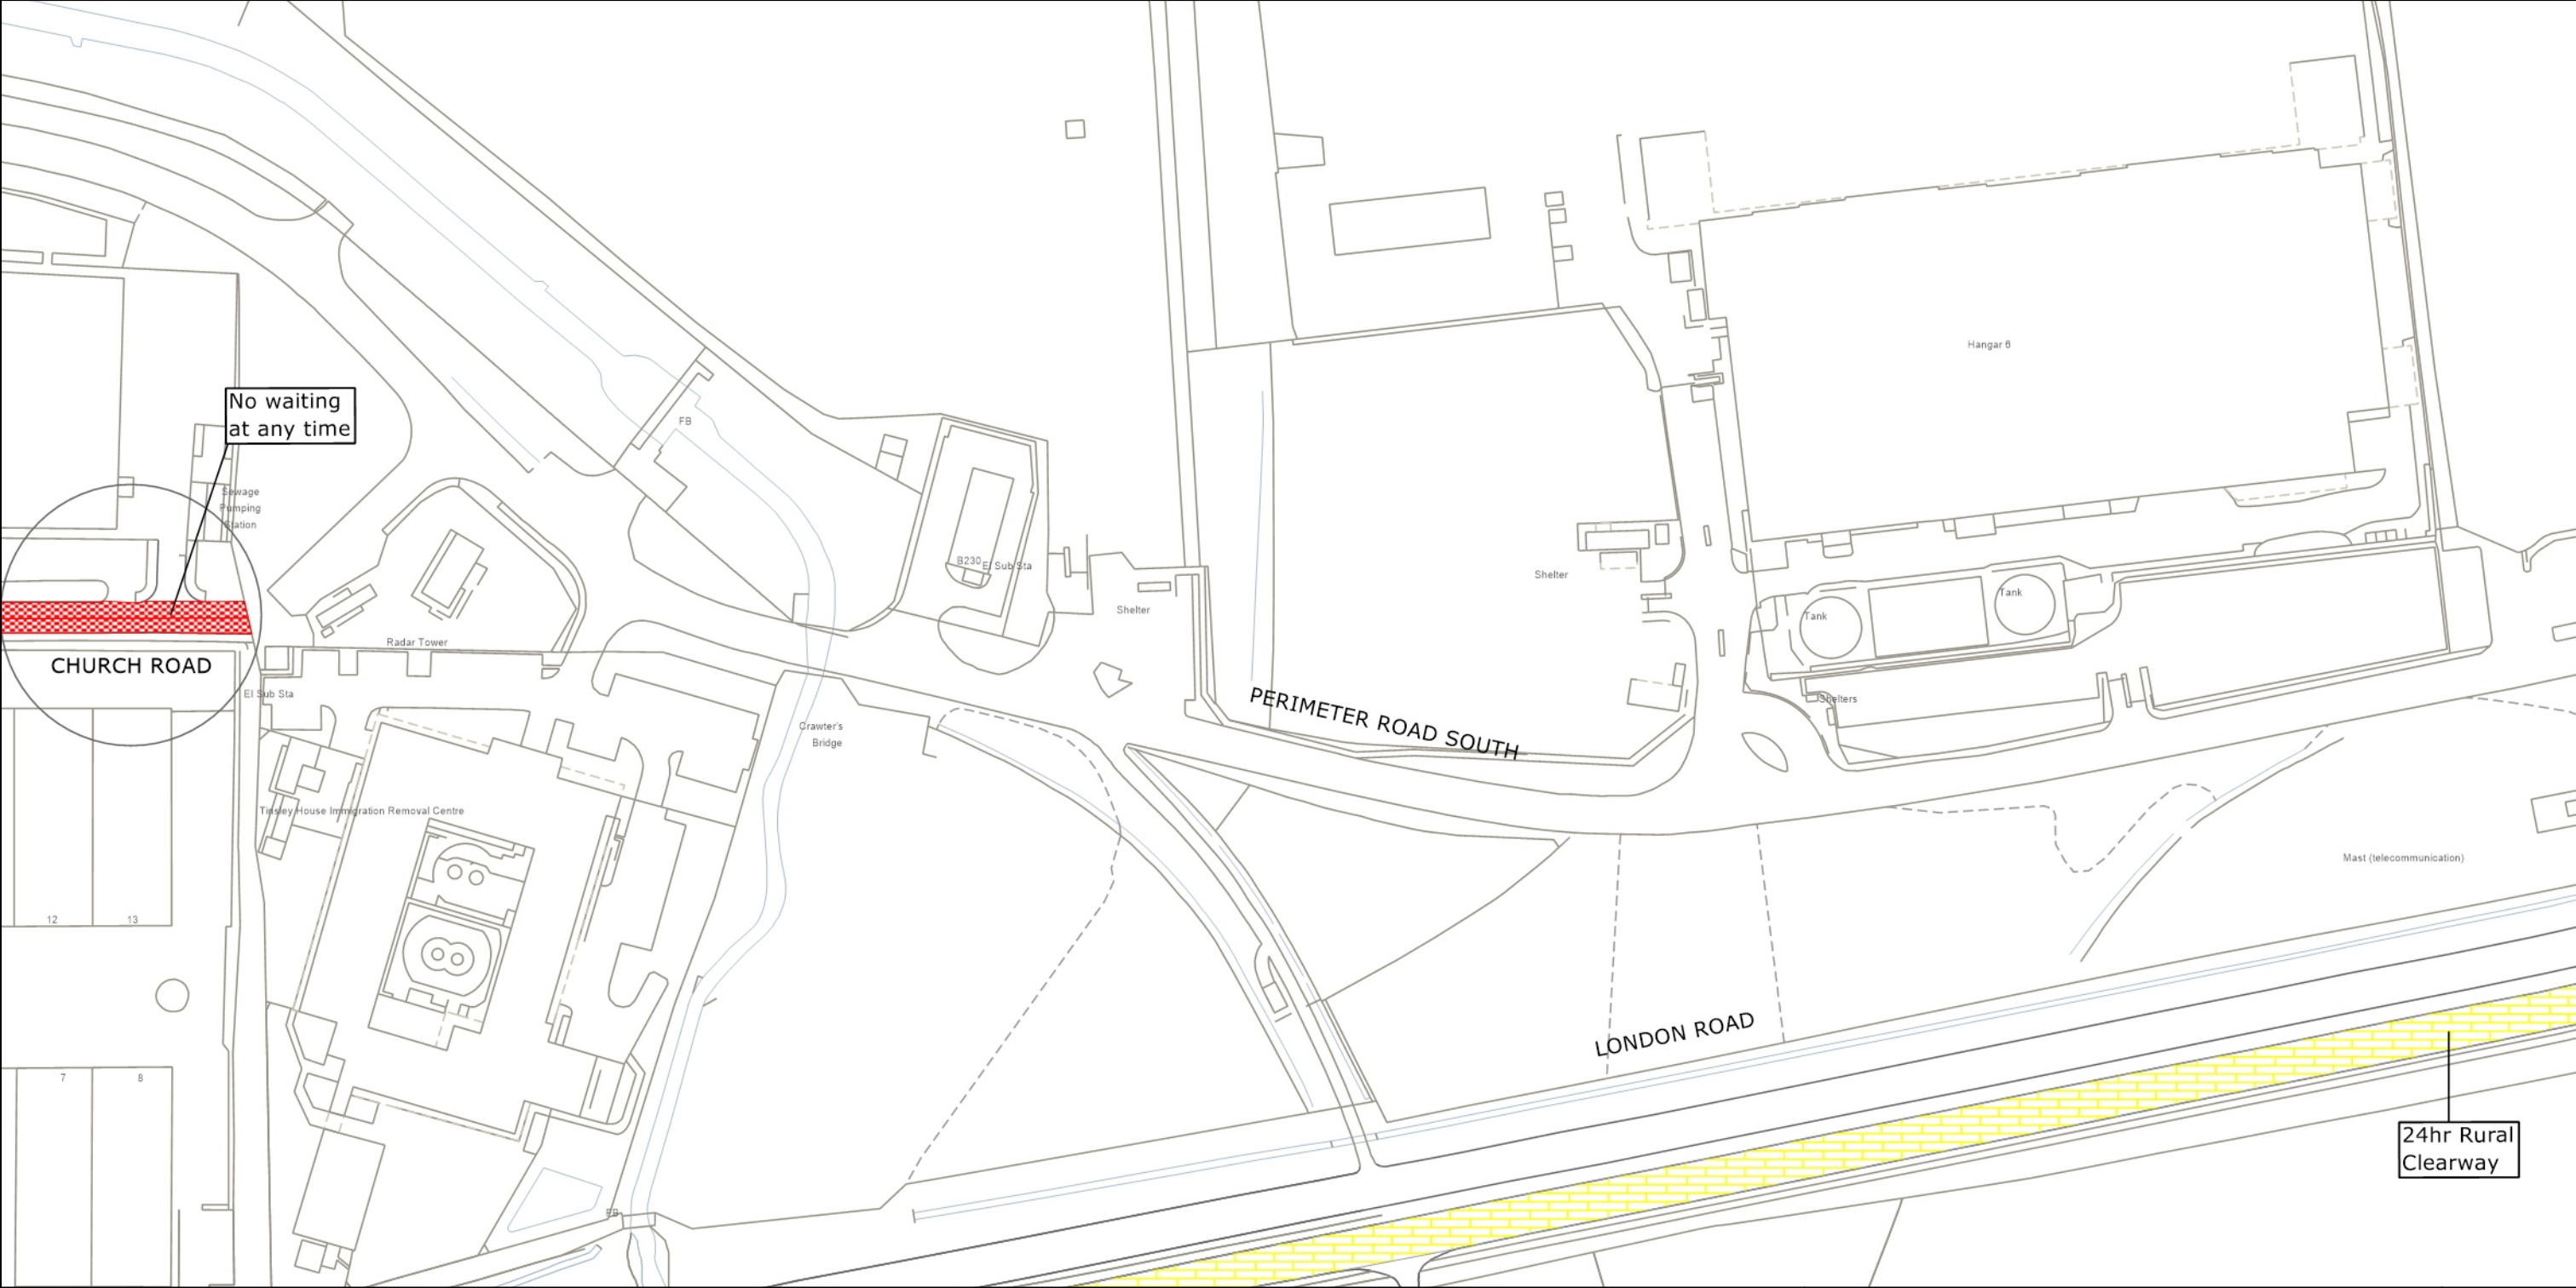 Hangar 6
No waiting
at any time
FB
Sewage
Pumping
Station
B230
El Sub Sta
Shelter
Shelter
Tank
Tank
Radar Tower
CHURCH ROAD
El Sub Sta
PERIMETER ROAD SOUTH
Shelters
Crawter's
Bridge
Tinsley House Immigration Removal Centre
Mast (telecommunication)
12
13
LONDON ROAD
7
8
24hr Rural
Clearway
FB